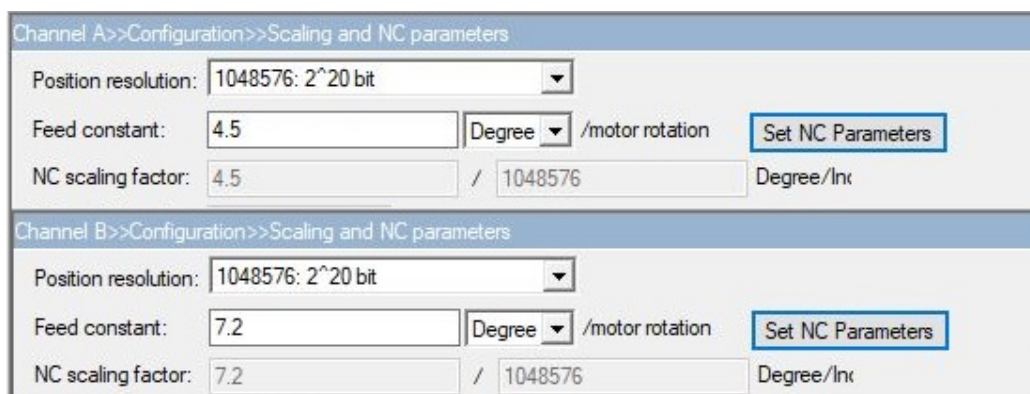 Channel A>>Configuration>>Scaling and NC parameters
Position resolution: 1048576: 2^20 bit
Feed constant: 4.5 Degree /motor rotation Set NC Parameters
NC scaling factor: 4.5 / 1048576 Degree/Inc
Channel B>>Configuration>>Scaling and NC parameters
Position resolution: 1048576: 2^20 bit
Feed constant: 7.2 Degree /motor rotation Set NC Parameters
NC scaling factor: 7.2 / 1048576 Degree/Inc